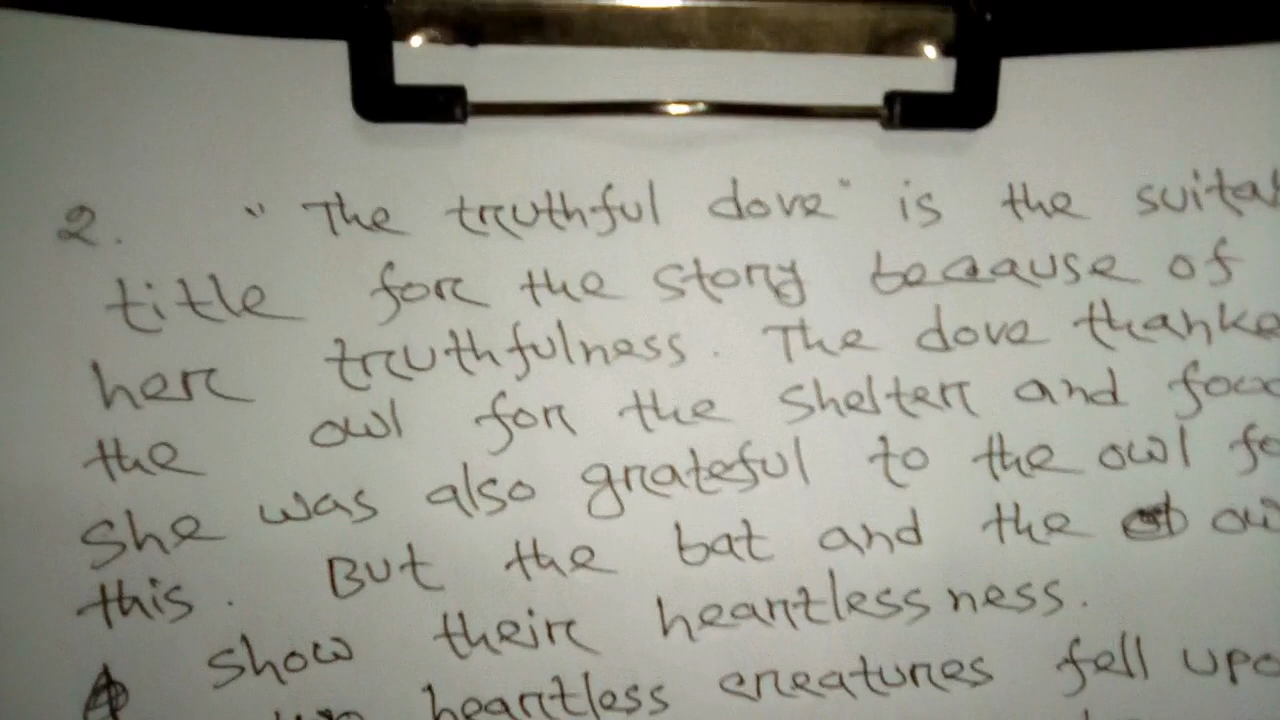 2. "The truthful dove" is the
title for the story because of
her truthfulness. The dove
the owl for the shelter and
She was also grateful to the owl
this. But the bat and the
show their heartlessness.
heartless creatures fell